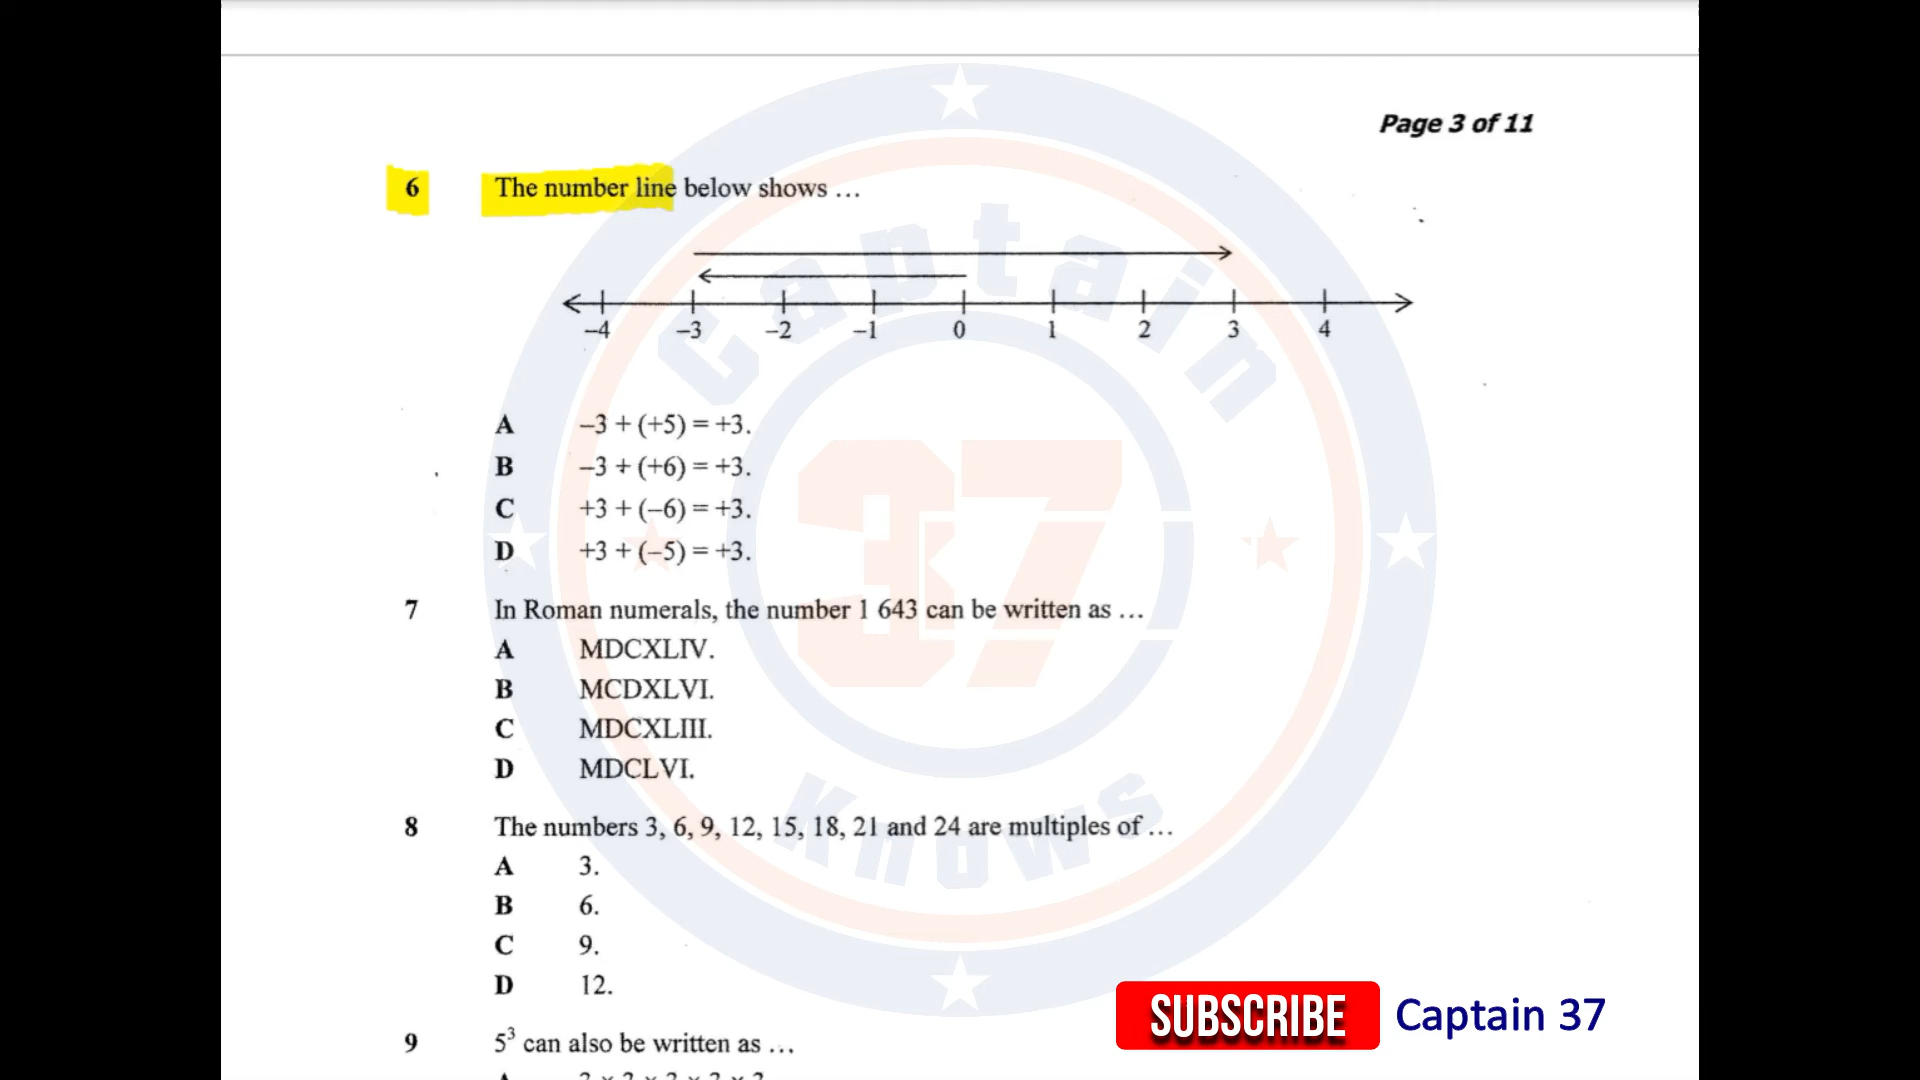 Page 3 of 11
6 The number line below shows …
–4 –3 –2 –1 0 1 2 3 4
A –3 + (+5) = +3.
B –3 + (+6) = +3.
C +3 + (–6) = +3.
D +3 + (–5) = +3.
7 In Roman numerals, the number 1 643 can be written as …
A MDCXLIV.
B MCDXLVI.
C MDCXLIII.
D MDCLVI.
8 The numbers 3, 6, 9, 12, 15, 18, 21 and 24 are multiples of …
A 3.
B 6.
C 9.
D 12.
9 5³ can also be written as …
Captain
37
Knows
SUBSCRIBE Captain 37